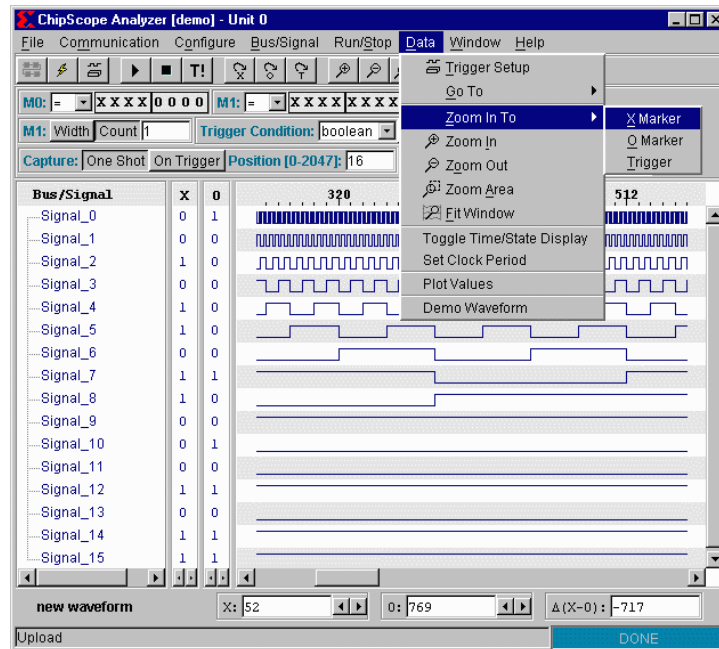 ChipScope Analyzer [demo] - Unit 0
File Communication Configure Bus/Signal Run/Stop Data Window Help
T!
M0: = X X X X 0 0 0 0 M1: = X X X X X X X X
M1: Width Count 1 Trigger Condition: boolean
Capture: One Shot On Trigger Position [0-2047]: 16
Trigger Setup
Go To
Zoom In To
Zoom In
Zoom Out
Zoom Area
Fit Window
Toggle Time/State Display
Set Clock Period
Plot Values
Demo Waveform
X Marker
O Marker
Trigger
Bus/Signal X O 320 512
Signal_0 0 1
Signal_1 0 0
Signal_2 1 0
Signal_3 0 0
Signal_4 1 0
Signal_5 1 0
Signal_6 0 0
Signal_7 1 1
Signal_8 1 0
Signal_9 0 0
Signal_10 0 1
Signal_11 0 0
Signal_12 1 1
Signal_13 0 0
Signal_14 1 1
Signal_15 1 1
new waveform X: 52 O: 769 Δ(X-O): -717
Upload DONE